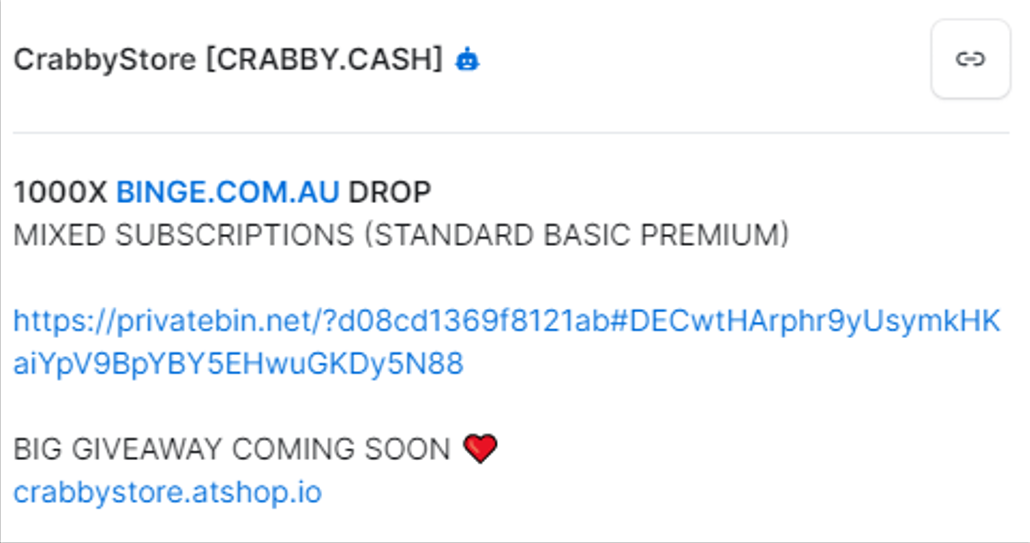 CrabbyStore [CRABBY.CASH]
1000X BINGE.COM.AU DROP
MIXED SUBSCRIPTIONS (STANDARD BASIC PREMIUM)
https://privatebin.net/?d08cd1369f8121ab#DECwtHArphr9yUsymkHK
aiYpV9BpYBY5EHwuGKDy5N88
BIG GIVEAWAY COMING SOON ❤️
crabbystore.atshop.io